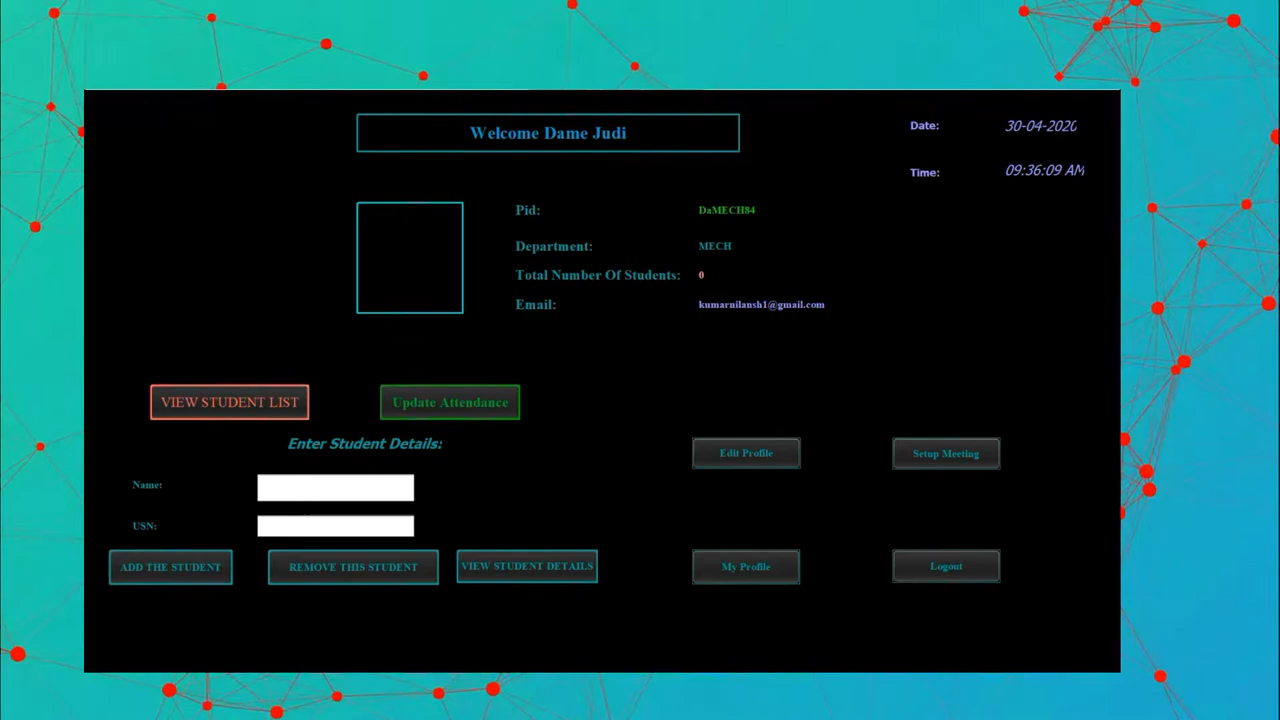 Welcome Dame Judi
Date: 30-04-2020
Time: 09:36:09 AM
Pid: DaMECH84
Department: MECH
Total Number Of Students: 0
Email: kumarnilansh1@gmail.com
VIEW STUDENT LIST
Update Attendance
Enter Student Details:
Edit Profile
Setup Meeting
Name:
USN:
ADD THE STUDENT
REMOVE THIS STUDENT
VIEW STUDENT DETAILS
My Profile
Logout